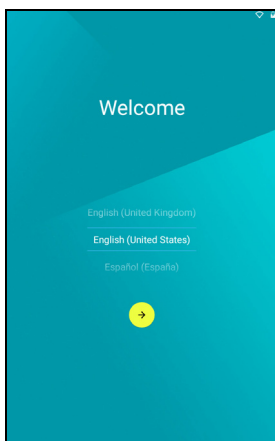 Welcome
English (United Kingdom)
English (United States)
Español (España)